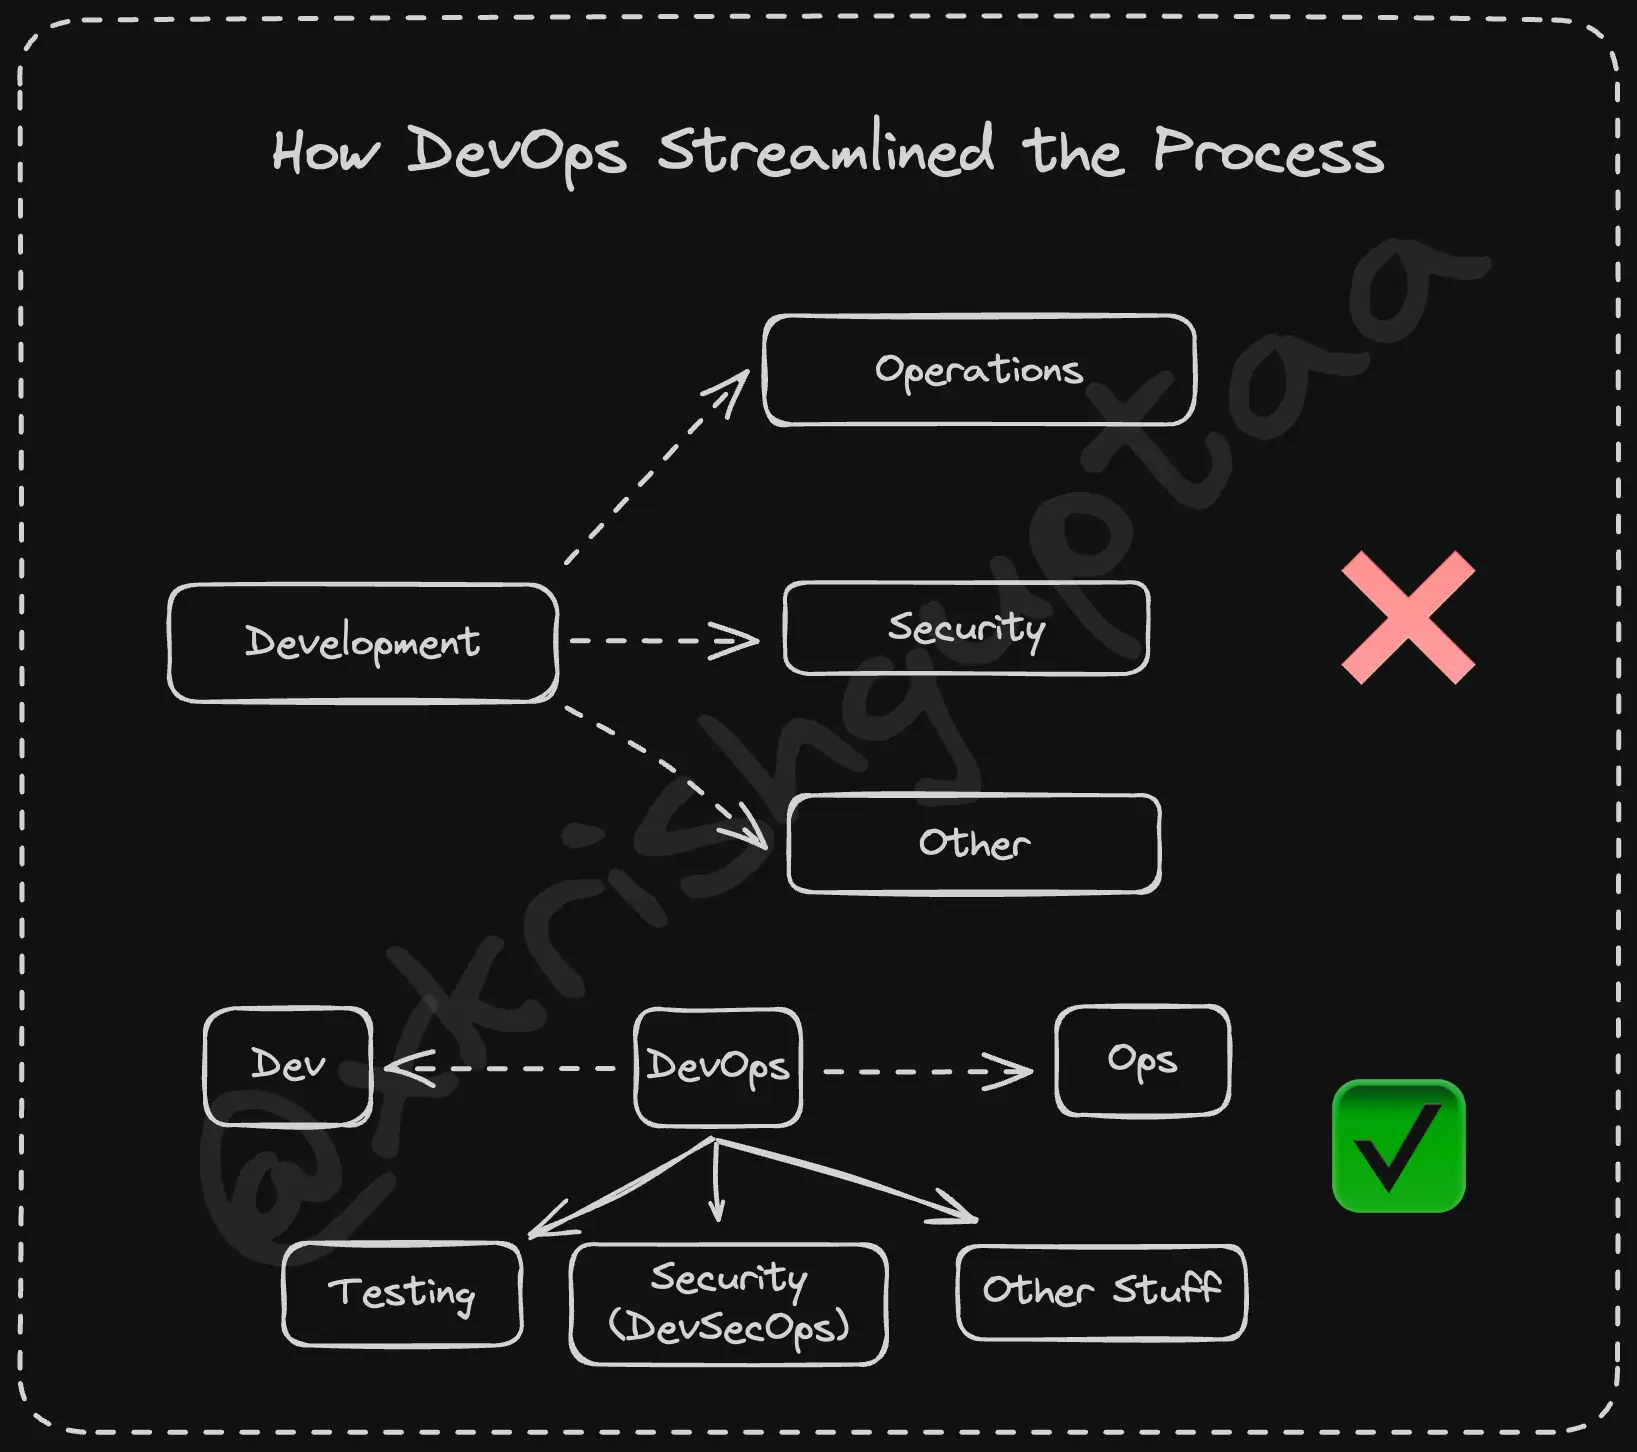 How DevOps Streamlined the Process
Operations
Development
Security
Other
Dev
DevOps
Ops
Testing
Security
(DevSecOps)
Other Stuff
@xkrishguptaa